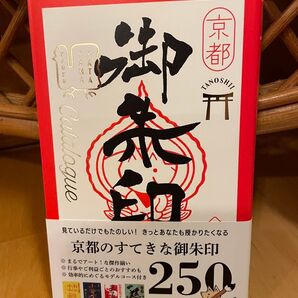 京都
TANOSHII
御朱印
Catalogue
見ているだけでもたのしい! きっとあなたも授かりたくなる
京都のすてきな御朱印
まるでアート!な傑作揃い
行事やご利益ごとのおすすめも
効率的にめぐるモデルコース付き
250